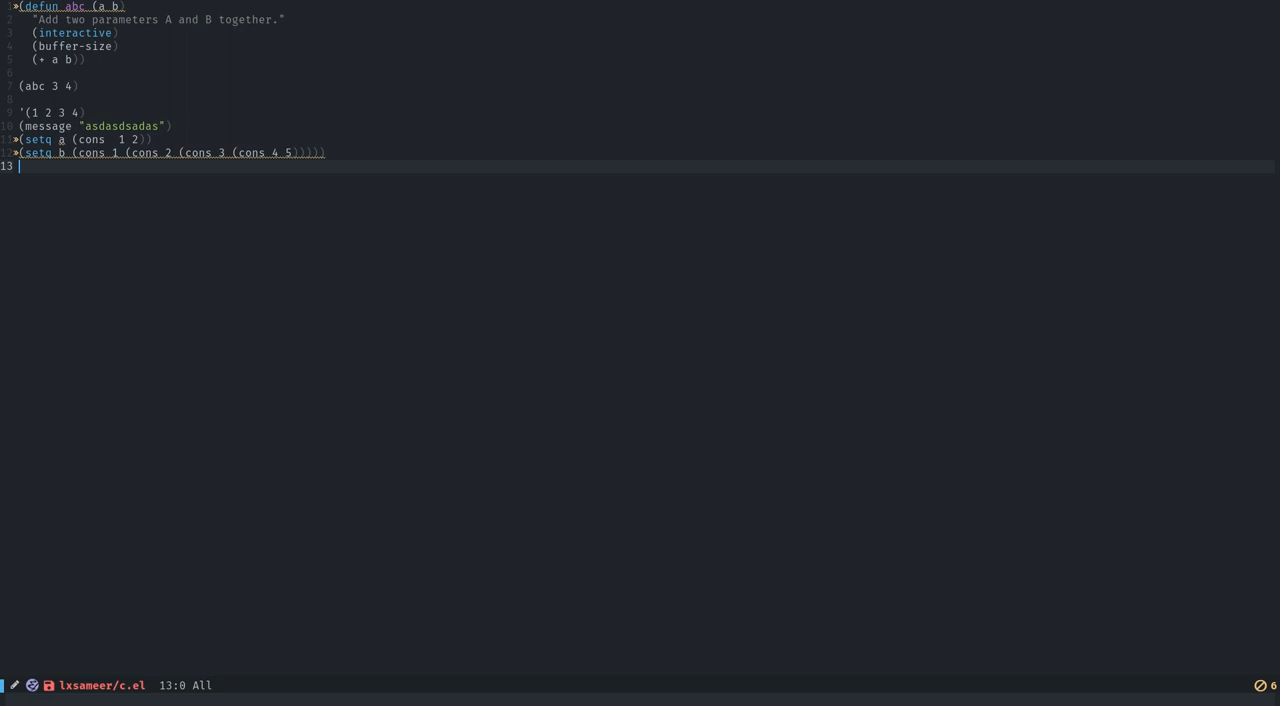 1 »(defun abc (a b)
2   "Add two parameters A and B together."
3   (interactive)
4   (buffer-size)
5   (+ a b))
6
7 (abc 3 4)
8
9 '(1 2 3 4)
10 (message "asdasdsadas")
11»(setq a (cons  1 2))
12»(setq b (cons 1 (cons 2 (cons 3 (cons 4 5)))))
13
lxsameer/c.el  13:0 All 6